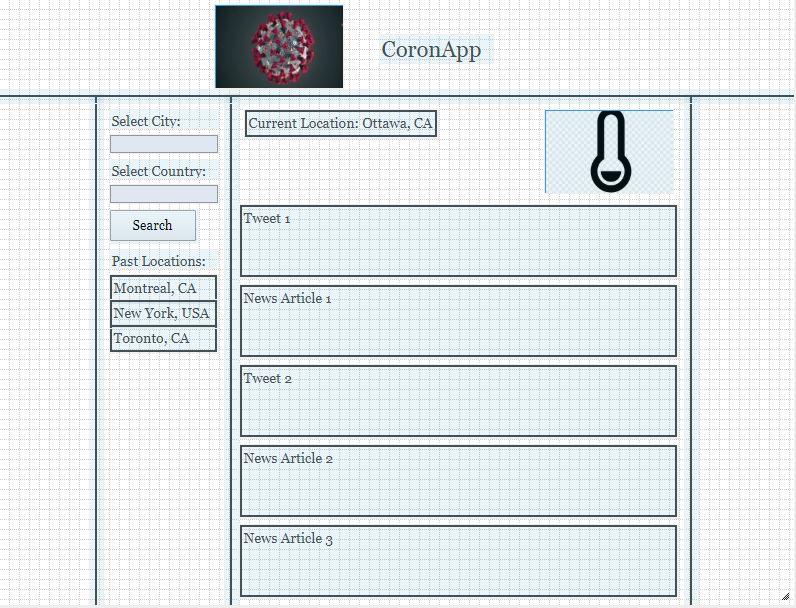 CoronApp
Select City:
Select Country:
Search
Past Locations:
Montreal, CA
New York, USA
Toronto, CA
Current Location: Ottawa, CA
Tweet 1
News Article 1
Tweet 2
News Article 2
News Article 3